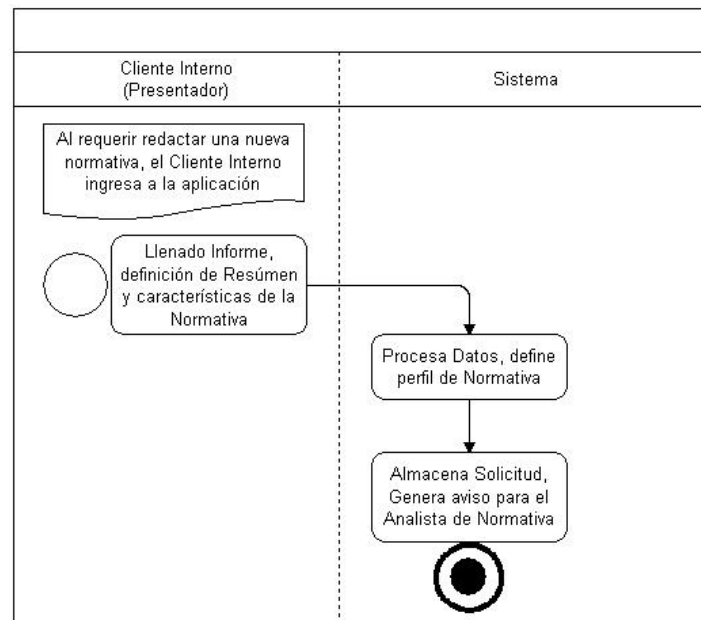 Cliente Interno
(Presentador)
Sistema
Al requerir redactar una nueva
normativa, el Cliente Interno
ingresa a la aplicación
Llenado Informe,
definición de Resúmen
y carácterísticas de la
Normativa
Procesa Datos, define
perfil de Normativa
Almacena Solicitud,
Genera aviso para el
Analista de Normativa